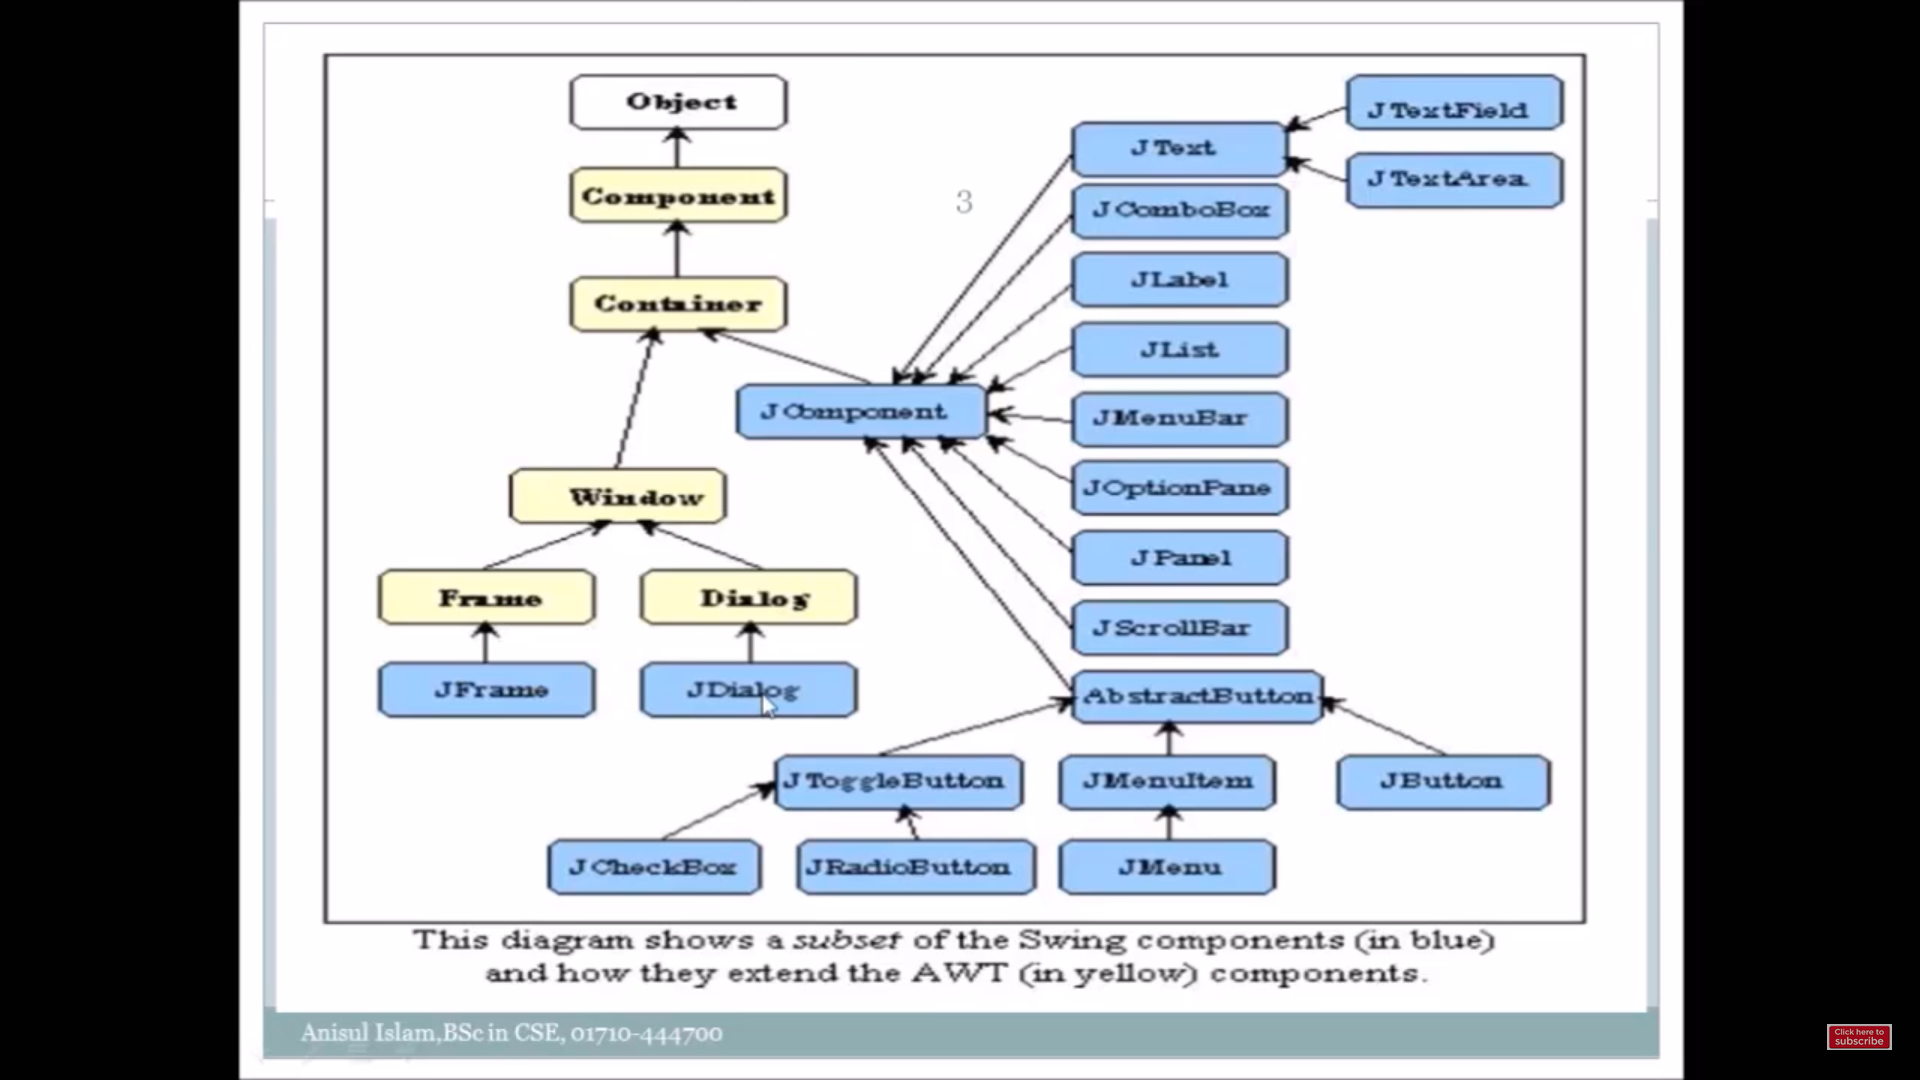 Object
Component
Container
Window
Frame
Dialog
JFrame
JDialog
3
JComponent
JText
JTextField
JTextArea
JComboBox
JLabel
JList
JMenuBar
JOptionPane
JPanel
JScrollBar
AbstractButton
JToggleButton
JMenuItem
JButton
JCheckBox
JRadioButton
JMenu
This diagram shows a subset of the Swing components (in blue)
and how they extend the AWT (in yellow) components.
Anisul Islam,BSc in CSE, 01710-444700
Click here to
subscribe